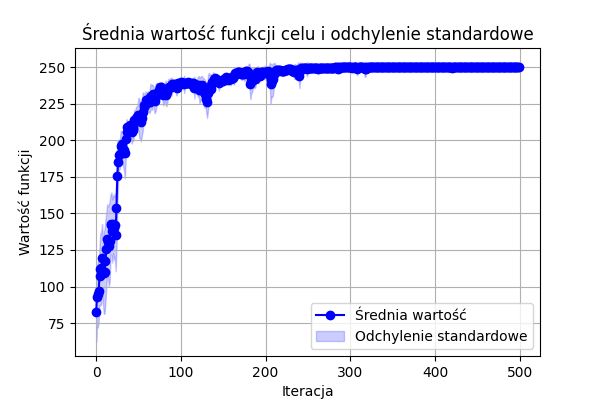 Średnia wartość funkcji celu i odchylenie standardowe
250
225
200
175
150
125
100
75
Wartość funkcji
Średnia wartość
Odchylenie standardowe
0 100 200 300 400 500
Iteracja